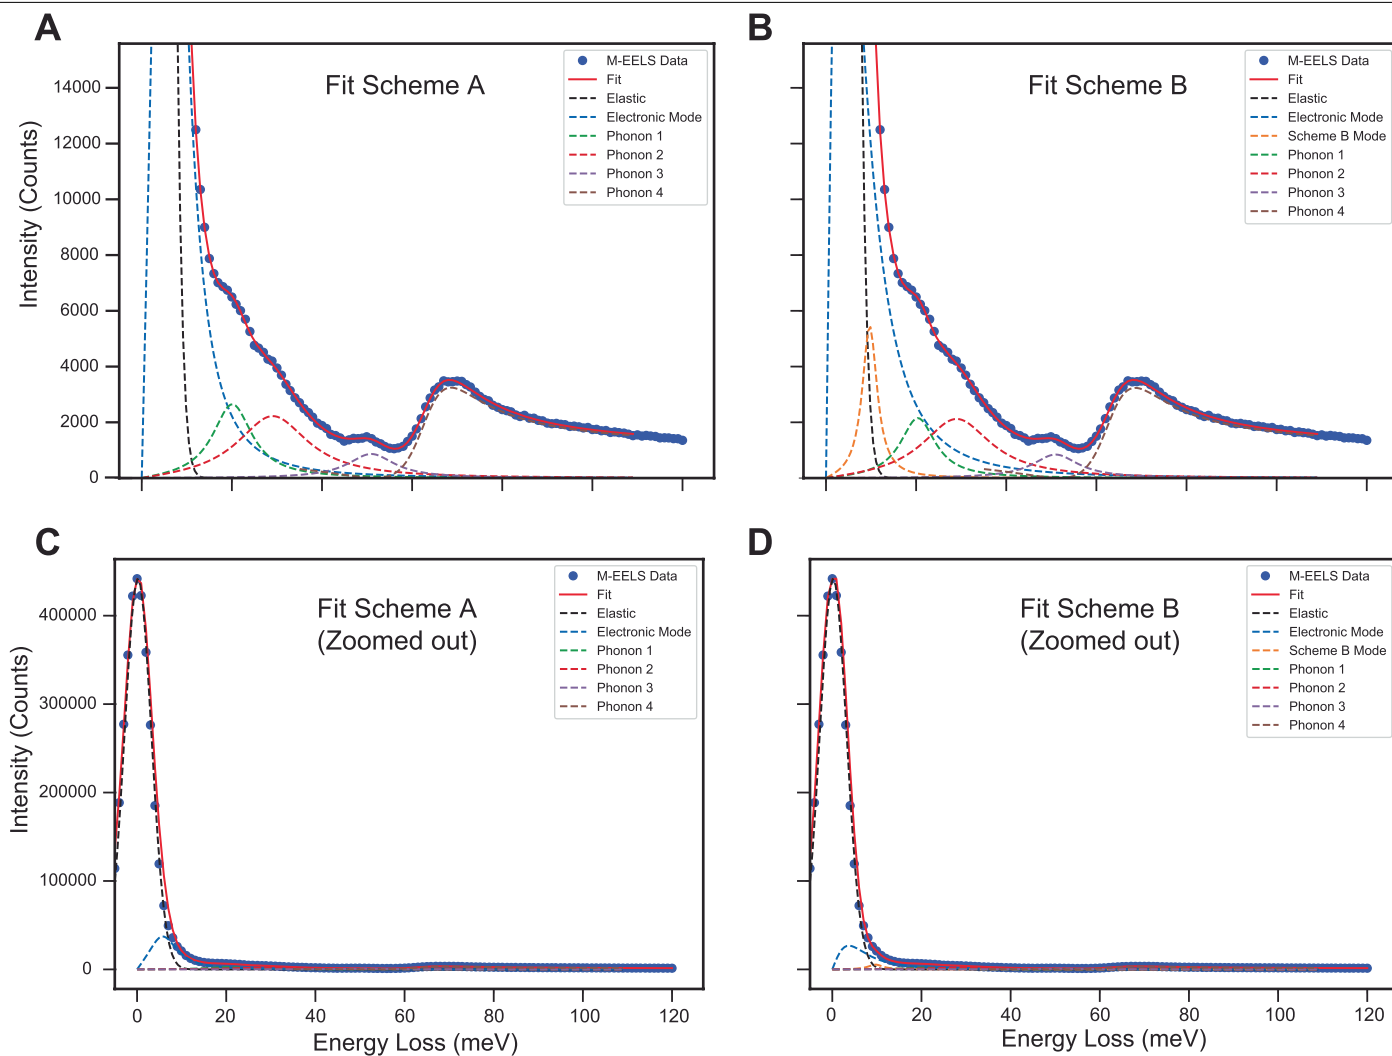 A
Fit Scheme A
M-EELS Data
Fit
Elastic
Electronic Mode
Phonon 1
Phonon 2
Phonon 3
Phonon 4
Intensity (Counts)
14000
12000
10000
8000
6000
4000
2000
0
B
Fit Scheme B
M-EELS Data
Fit
Elastic
Electronic Mode
Scheme B Mode
Phonon 1
Phonon 2
Phonon 3
Phonon 4
C
Fit Scheme A
(Zoomed out)
M-EELS Data
Fit
Elastic
Electronic Mode
Phonon 1
Phonon 2
Phonon 3
Phonon 4
Intensity (Counts)
400000
300000
200000
100000
0
0 20 40 60 80 100 120
Energy Loss (meV)
D
Fit Scheme B
(Zoomed out)
M-EELS Data
Fit
Elastic
Electronic Mode
Scheme B Mode
Phonon 1
Phonon 2
Phonon 3
Phonon 4
0 20 40 60 80 100 120
Energy Loss (meV)